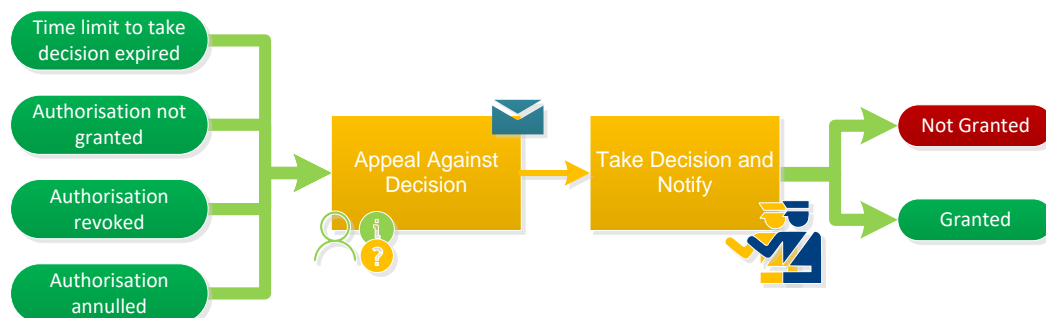 Time limit to take
decision expired
Authorisation not
granted
Authorisation
revoked
Authorisation
annulled
Appeal Against
Decision
Take Decision and
Notify
Not Granted
Granted